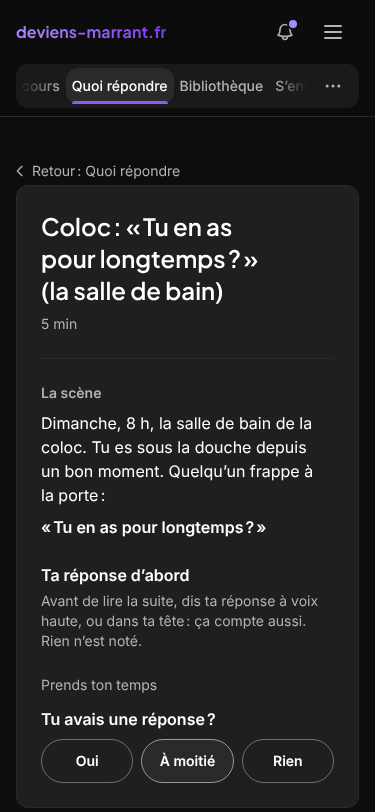 deviens-marrant.fr
cours Quoi répondre Bibliothèque S'en
Retour : Quoi répondre
Coloc : « Tu en as
pour longtemps ? »
(la salle de bain)
5 min
La scène
Dimanche, 8 h, la salle de bain de la
coloc. Tu es sous la douche depuis
un bon moment. Quelqu’un frappe à
la porte :
« Tu en as pour longtemps ? »
Ta réponse d’abord
Avant de lire la suite, dis ta réponse à voix
haute, ou dans ta tête : ça compte aussi.
Rien n’est noté.
Prends ton temps
Tu avais une réponse ?
Oui À moitié Rien